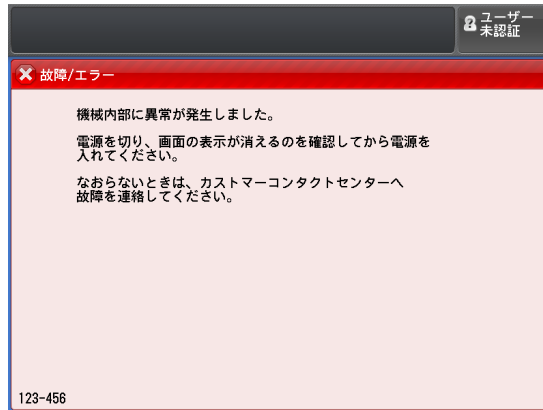 ユーザー
未認証
故障/エラー
機械内部に異常が発生しました。
電源を切り、画面の表示が消えるのを確認してから電源を
入れてください。
なおらないときは、カストマーコンタクトセンターへ
故障を連絡してください。
123-456